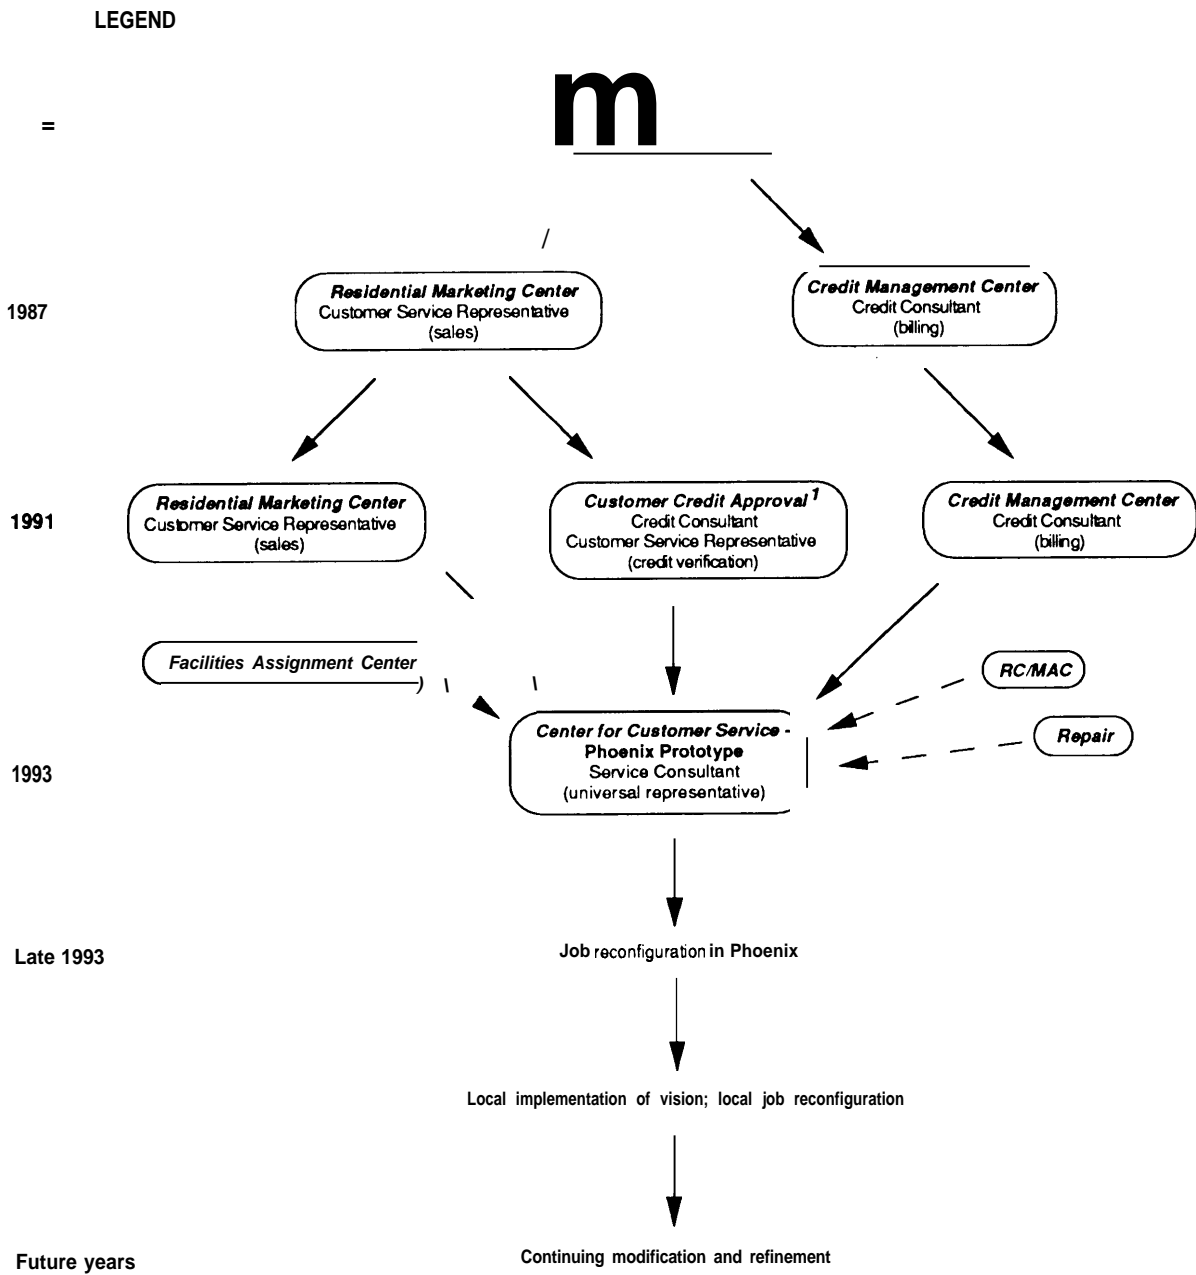 LEGEND
m
=
1987
Residential Marketing Center
Customer Service Representative
(sales)
Credit Management Center
Credit Consultant
(billing)
1991
Residential Marketing Center
Customer Service Representative
(sales)
Customer Credit Approval1
Credit Consultant
Customer Service Representative
(credit verification)
Credit Management Center
Credit Consultant
(billing)
Facilities Assignment Center
RC/MAC
Repair
1993
Center for Customer Service -
Phoenix Prototype
Service Consultant
(universal representative)
Late 1993
Job reconfiguration in Phoenix
Local implementation of vision; local job reconfiguration
Future years
Continuing modification and refinement